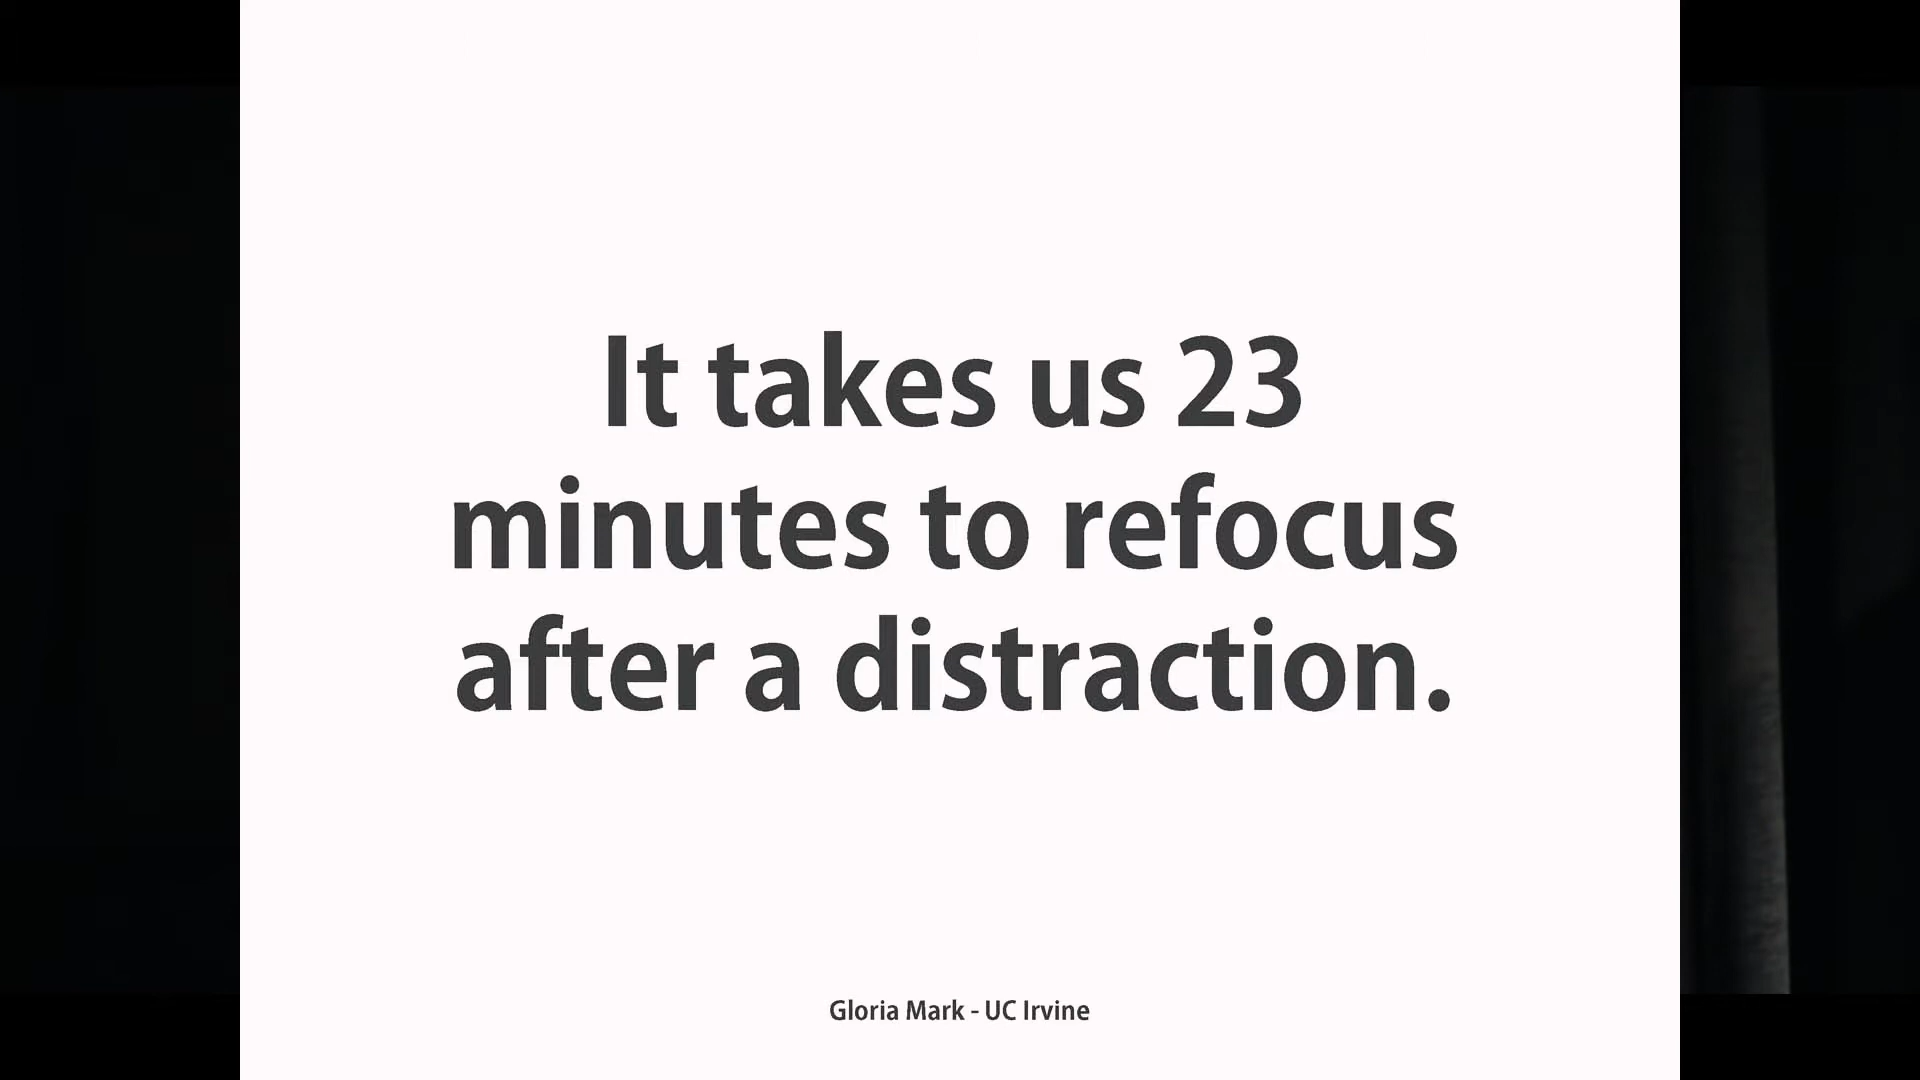 It takes us 23
minutes to refocus
after a distraction.
Gloria Mark - UC Irvine